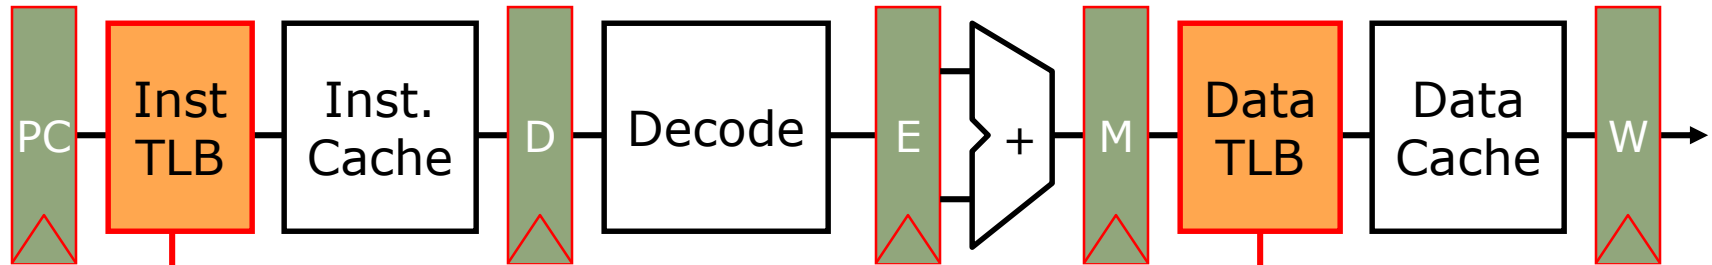 PC
Inst
TLB
Inst.
Cache
D
Decode
E
+
M
Data
TLB
Data
Cache
W